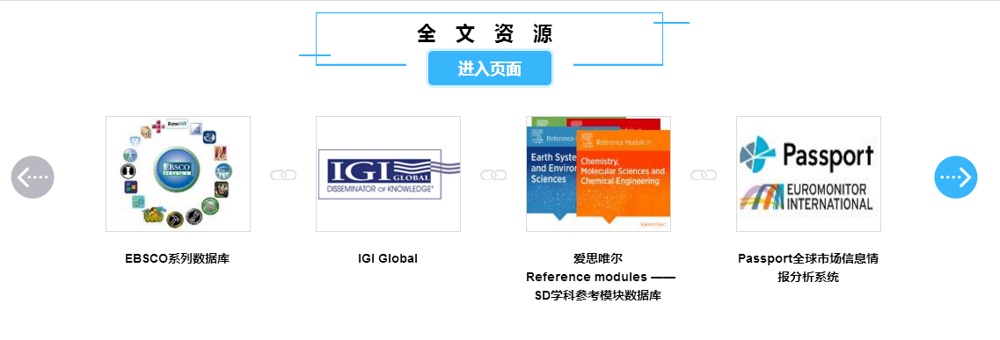 全 文 资 源
进入页面
DynaMed
EBSCO
HOST
IGI
GLOBAL
DISSEMINATOR OF KNOWLEDGE
Reference Module in
Earth Syste
and Enviro
Sciences
Chemistry,
Molecular Sciences and
Chemical Engineering
ScienceDirect
Passport
EUROMONITOR
INTERNATIONAL
EBSCO系列数据库
IGI Global
爱思唯尔
Reference modules ——
SD学科参考模块数据库
Passport全球市场信息情
报分析系统